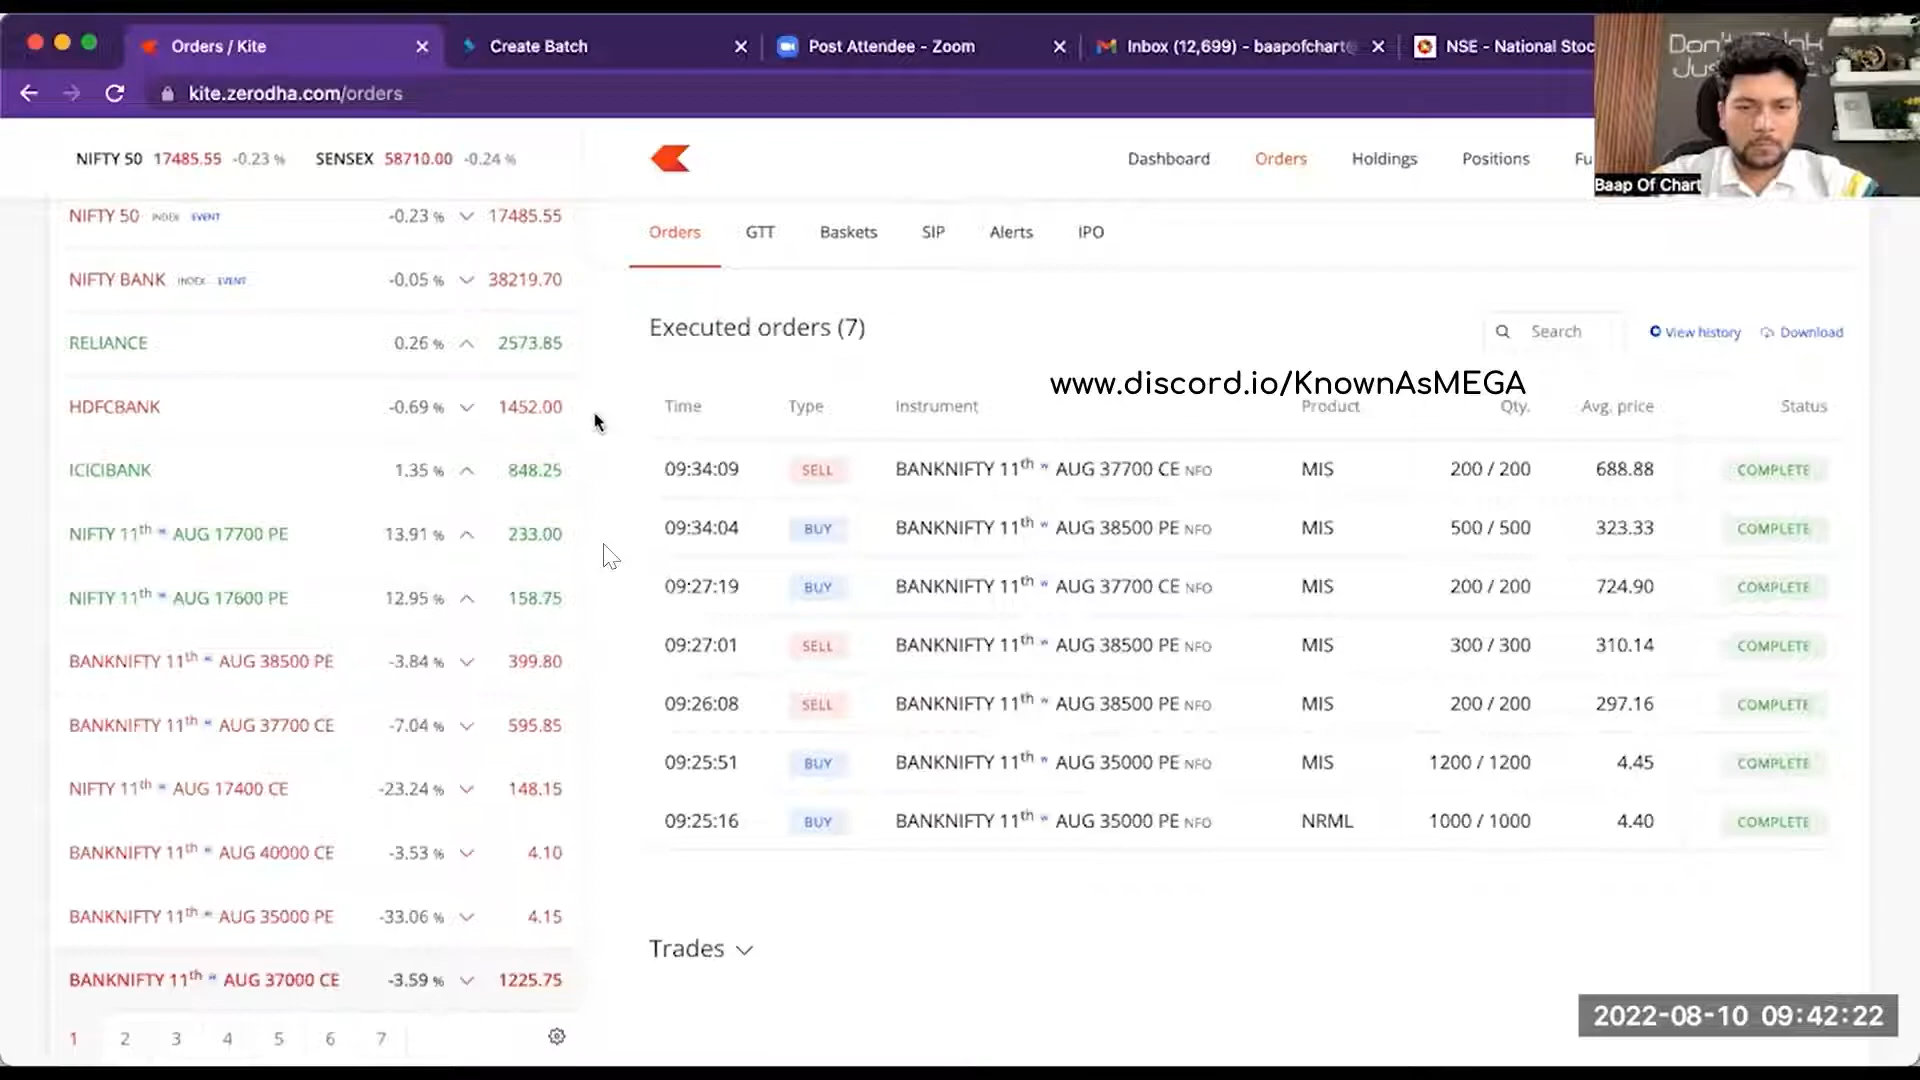 Orders / Kite
Create Batch
Post Attendee - Zoom
Inbox (12,699) - baapofchart@
NSE - National Stoc
kite.zerodha.com/orders
Don't Think
Just
Baap Of Chart
NIFTY 50 17485.55 -0.23 % SENSEX 58710.00 -0.24 %
Dashboard Orders Holdings Positions Fu
NIFTY 50 INDEX EVENT -0.23 % 17485.55
NIFTY BANK INDEX EVENT -0.05 % 38219.70
RELIANCE 0.26 % 2573.85
HDFCBANK -0.69 % 1452.00
ICICIBANK 1.35 % 848.25
NIFTY 11th w AUG 17700 PE 13.91 % 233.00
NIFTY 11th w AUG 17600 PE 12.95 % 158.75
BANKNIFTY 11th w AUG 38500 PE -3.84 % 399.80
BANKNIFTY 11th w AUG 37700 CE -7.04 % 595.85
NIFTY 11th w AUG 17400 CE -23.24 % 148.15
BANKNIFTY 11th w AUG 40000 CE -3.53 % 4.10
BANKNIFTY 11th w AUG 35000 PE -33.06 % 4.15
BANKNIFTY 11th w AUG 37000 CE -3.59 % 1225.75
1 2 3 4 5 6 7
Orders GTT Baskets SIP Alerts IPO
Executed orders (7)
Search View history Download
www.discord.io/KnownAsMEGA
Time Type Instrument Product Qty. Avg. price Status
09:34:09 SELL BANKNIFTY 11th w AUG 37700 CE NFO MIS 200 / 200 688.88 COMPLETE
09:34:04 BUY BANKNIFTY 11th w AUG 38500 PE NFO MIS 500 / 500 323.33 COMPLETE
09:27:19 BUY BANKNIFTY 11th w AUG 37700 CE NFO MIS 200 / 200 724.90 COMPLETE
09:27:01 SELL BANKNIFTY 11th w AUG 38500 PE NFO MIS 300 / 300 310.14 COMPLETE
09:26:08 SELL BANKNIFTY 11th w AUG 38500 PE NFO MIS 200 / 200 297.16 COMPLETE
09:25:51 BUY BANKNIFTY 11th w AUG 35000 PE NFO MIS 1200 / 1200 4.45 COMPLETE
09:25:16 BUY BANKNIFTY 11th w AUG 35000 PE NFO NRML 1000 / 1000 4.40 COMPLETE
Trades
2022-08-10 09:42:22